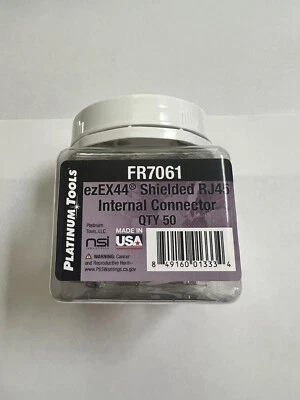 PLATINUM TOOLS
FR7061
ezEX44® Shielded RJ45
Internal Connector
QTY 50
Platinum
Tools, LLC.
nsi
INDUSTRIES
MADE IN
USA
⚠ WARNING: Cancer
and Reproductive Harm-
www.P65Warnings.ca.gov
8 49160 01333 4